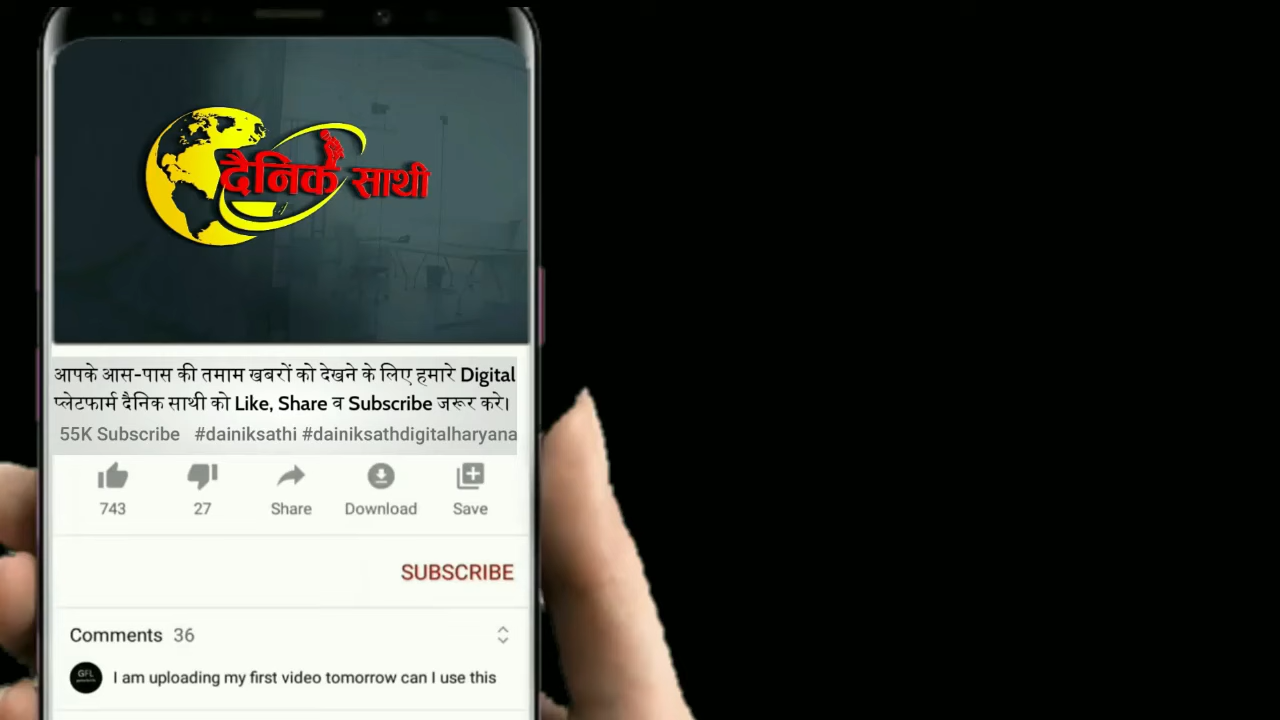 दैनिक साथी
आपके आस-पास की तमाम खबरों को देखने के लिए हमारे Digital
प्लेटफार्म दैनिक साथी को Like, Share व Subscribe जरूर करे।
55K Subscribe #dainiksathi #dainiksathdigitalharyana
743 27 Share Download Save
SUBSCRIBE
Comments 36
GFL
I am uploading my first video tomorrow can I use this